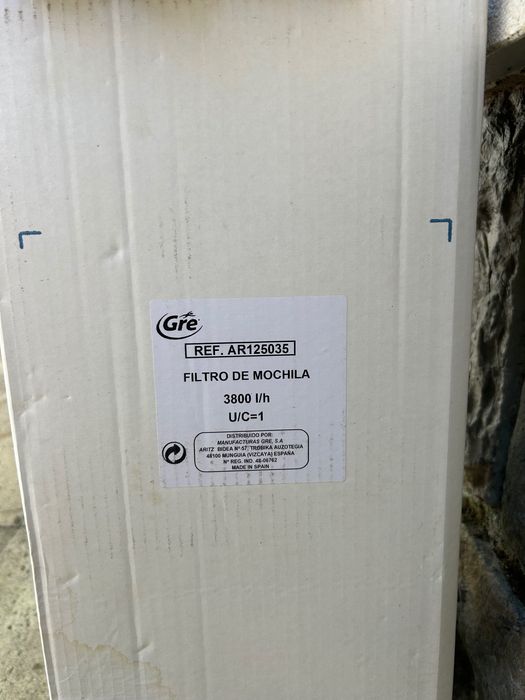 Gre
REF. AR125035
FILTRO DE MOCHILA
3800 l/h
U/C=1
DISTRIBUIDO POR:
MANUFACTURAS GRE, S.A
ARITZ BIDEA Nº 57, TROBIKA AUZOTEGIA
48100 MUNGUIA (VIZCAYA) ESPAÑA
Nº REG. IND. 48-06762
MADE IN SPAIN